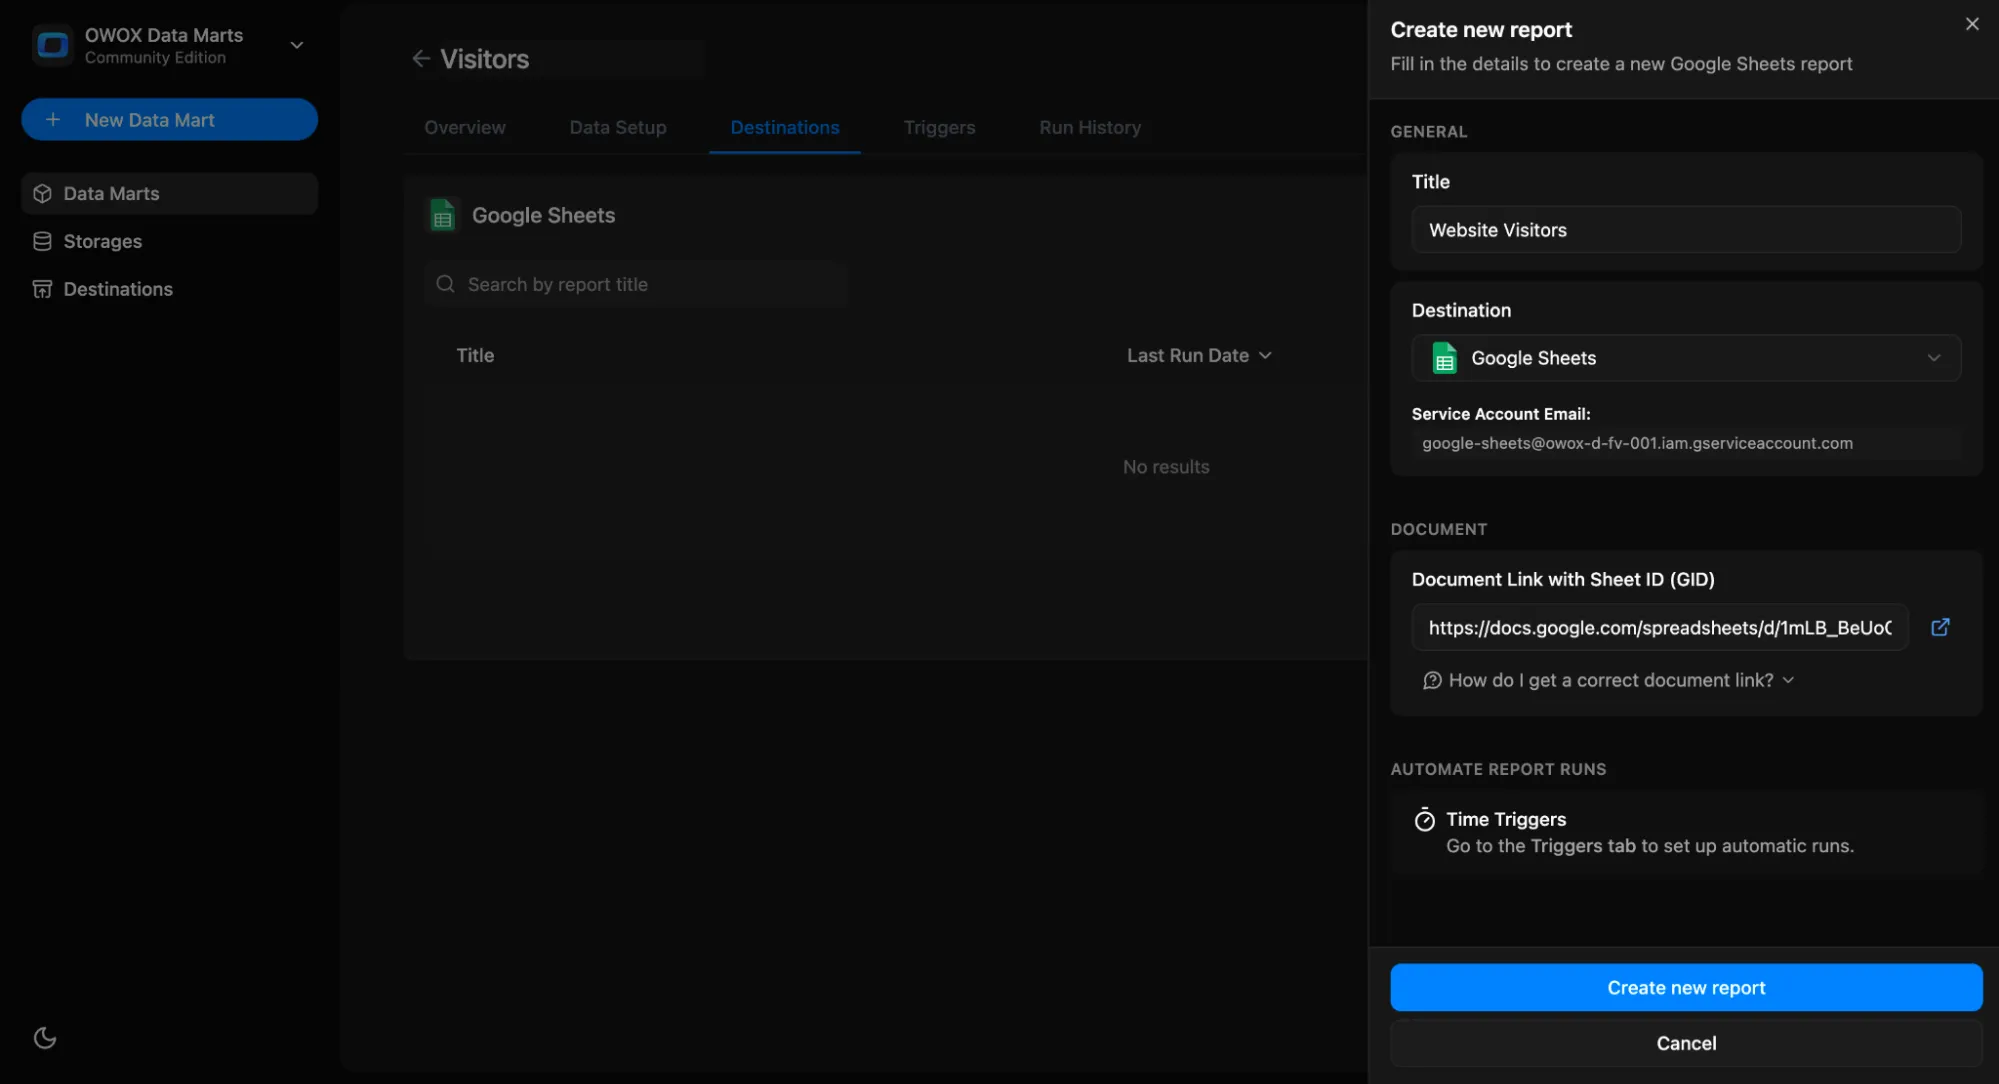 OWOX Data Marts
Community Edition
New Data Mart
Data Marts
Storages
Destinations
Visitors
Overview
Data Setup
Destinations
Triggers
Run History
Google Sheets
Search by report title
Title
Last Run Date
No results
Create new report
Fill in the details to create a new Google Sheets report
GENERAL
Title
Website Visitors
Destination
Google Sheets
Service Account Email:
google-sheets@owox-d-fv-001.iam.gserviceaccount.com
DOCUMENT
Document Link with Sheet ID (GID)
https://docs.google.com/spreadsheets/d/1mLB_BeUo
How do I get a correct document link?
AUTOMATE REPORT RUNS
Time Triggers
Go to the Triggers tab to set up automatic runs.
Create new report
Cancel